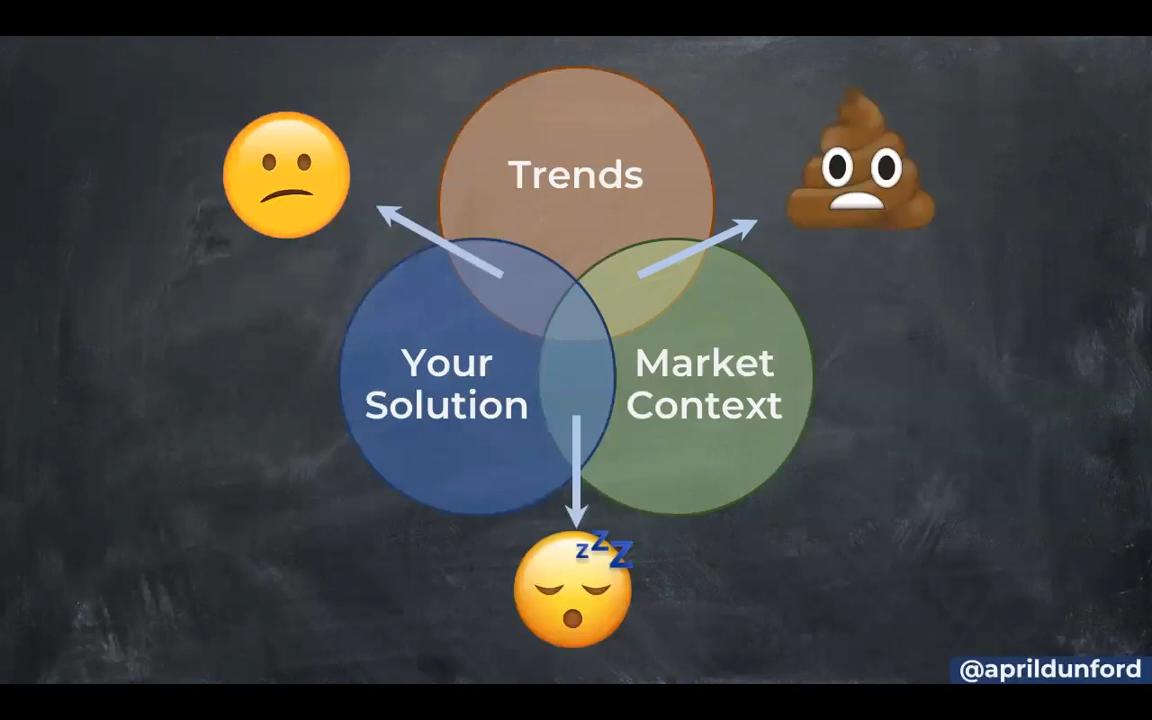 Trends
Your
Solution
Market
Context
z
z
z
@aprildunford